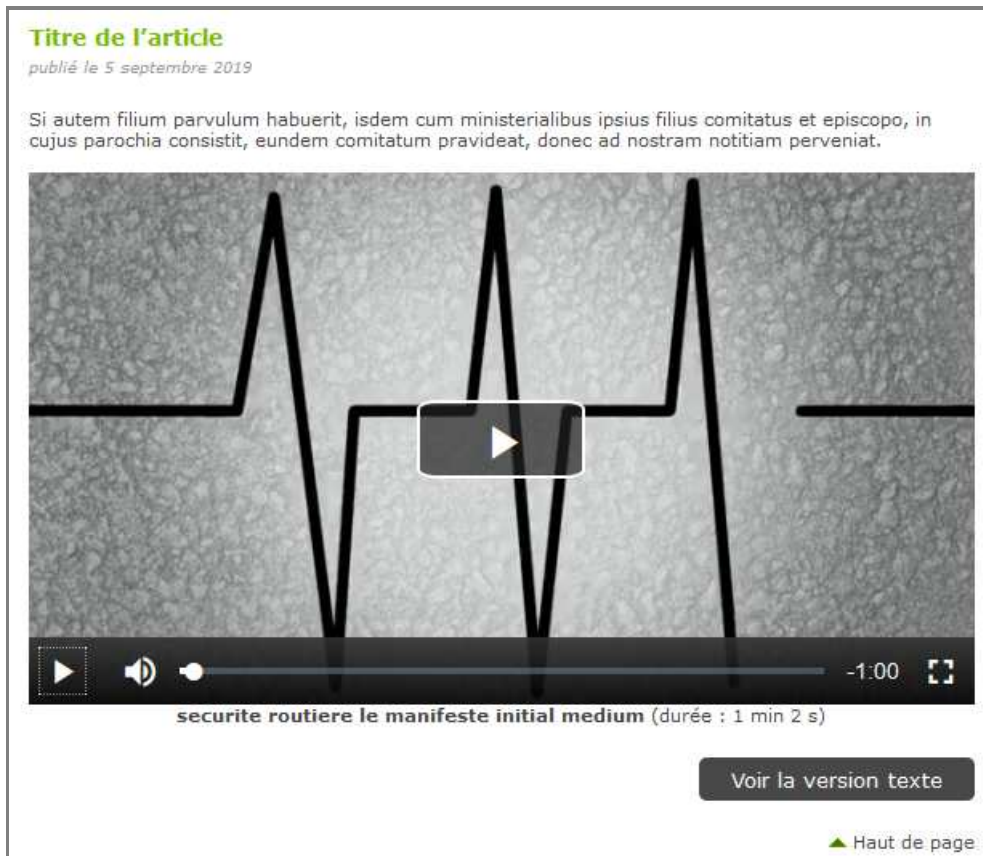 Titre de l’article
publié le 5 septembre 2019
Si autem filium parvulum habuerit, isdem cum ministerialibus ipsius filius comitatus et episcopo, in
cujus parochia consistit, eundem comitatum pravideat, donec ad nostram notitiam perveniat.
-1:00
securite routiere le manifeste initial medium (durée : 1 min 2 s)
Voir la version texte
Haut de page